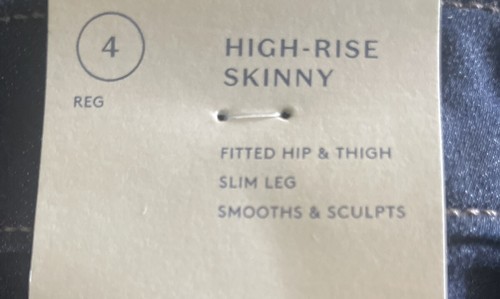 4
REG
HIGH-RISE
SKINNY
FITTED HIP & THIGH
SLIM LEG
SMOOTHS & SCULPTS